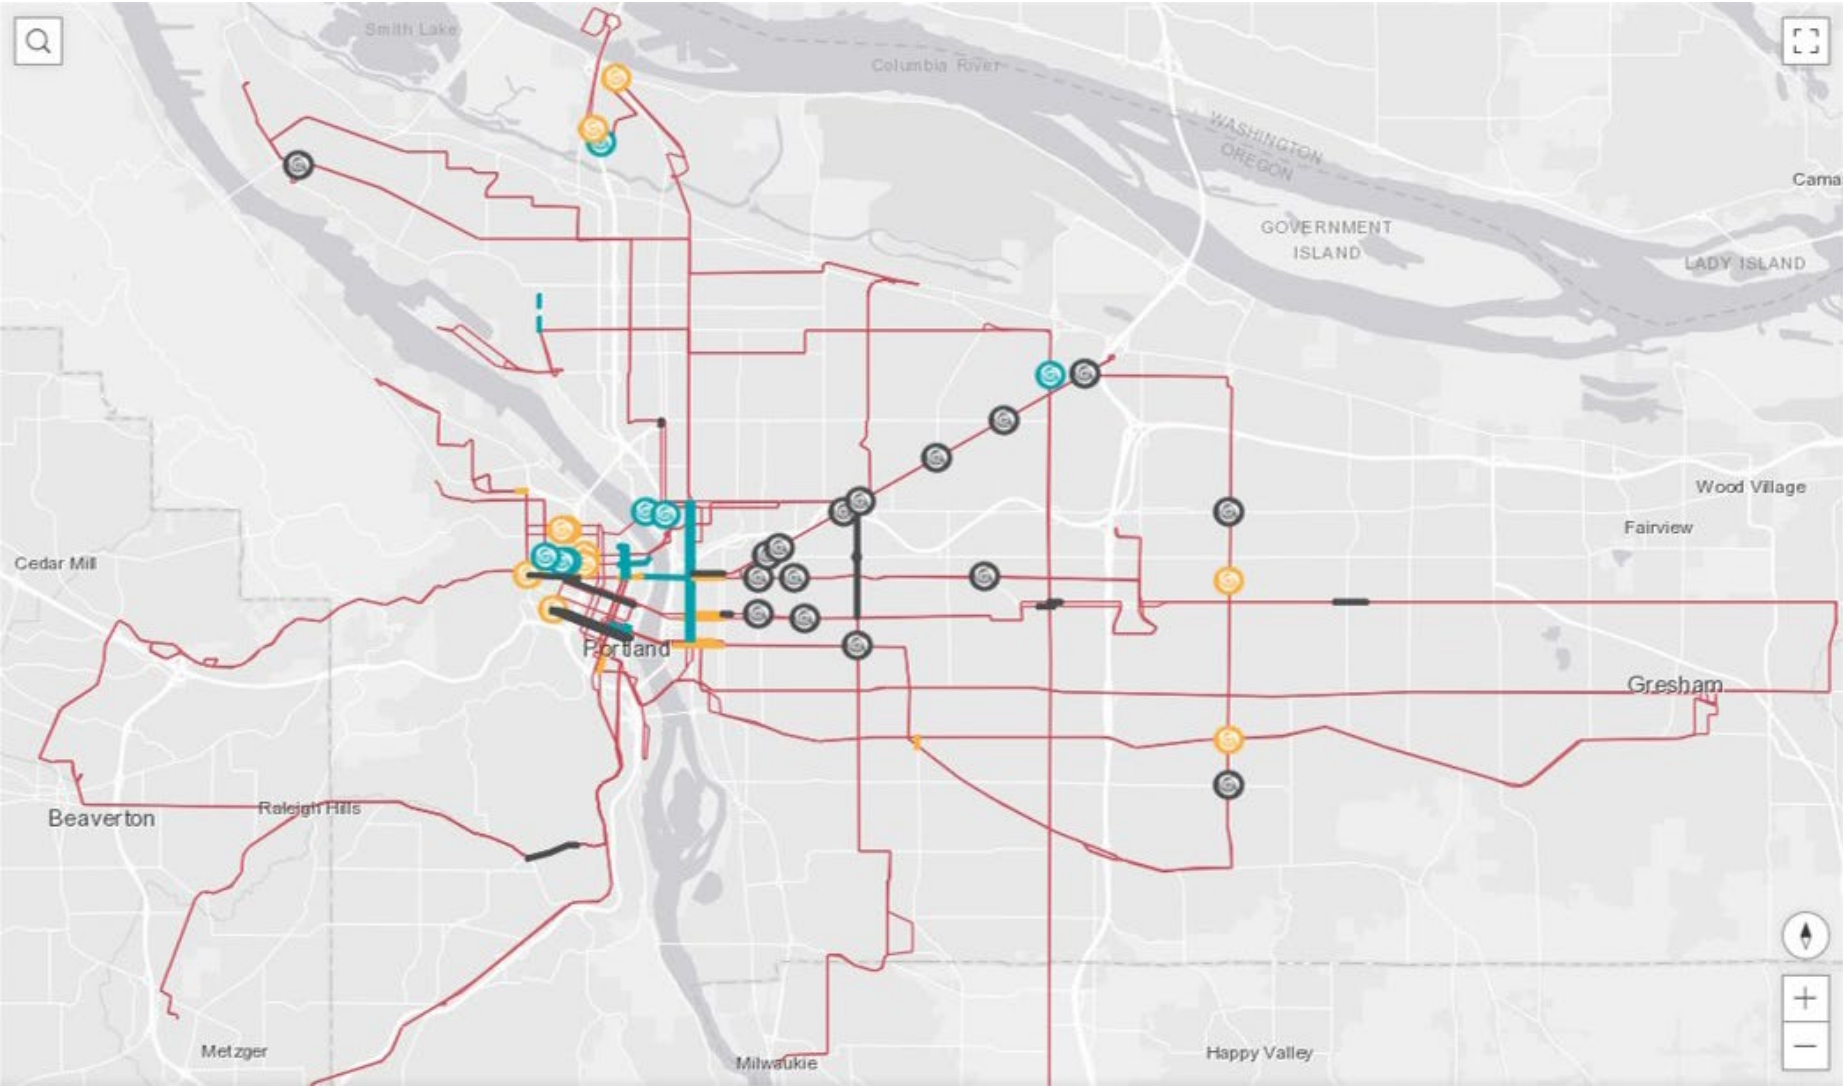 Smith Lake
Columbia River
WASHINGTON
OREGON
Cama
GOVERNMENT
ISLAND
LADY ISLAND
Wood Village
Fairview
Cedar Mill
Portland
Gresham
Raleigh Hills
Beaverton
Metzger
Milwaukie
Happy Valley